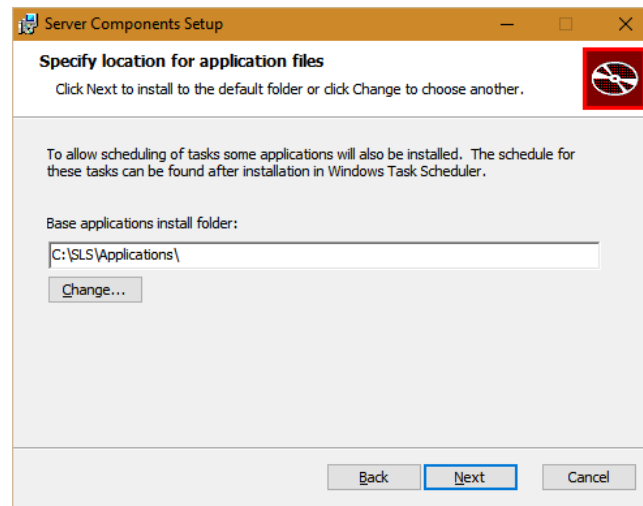 Server Components Setup
Specify location for application files
Click Next to install to the default folder or click Change to choose another.
To allow scheduling of tasks some applications will also be installed.  The schedule for
these tasks can be found after installation in Windows Task Scheduler.
Base applications install folder:
C:\SLS\Applications\
Change...
Back
Next
Cancel